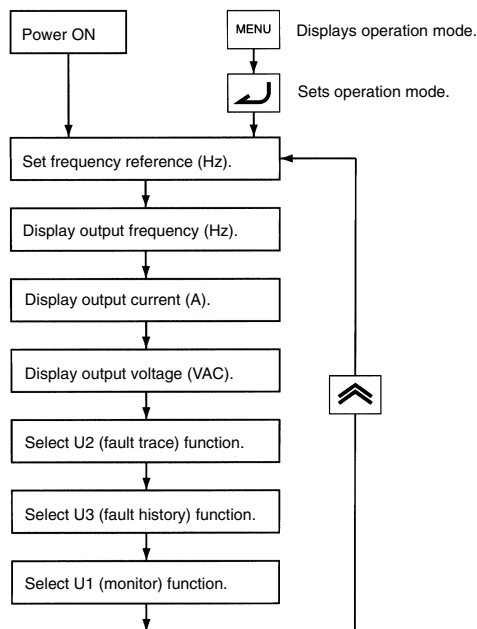 Power ON
MENU
Displays operation mode.
Sets operation mode.
Set frequency reference (Hz).
Display output frequency (Hz).
Display output current (A).
Display output voltage (VAC).
Select U2 (fault trace) function.
Select U3 (fault history) function.
Select U1 (monitor) function.